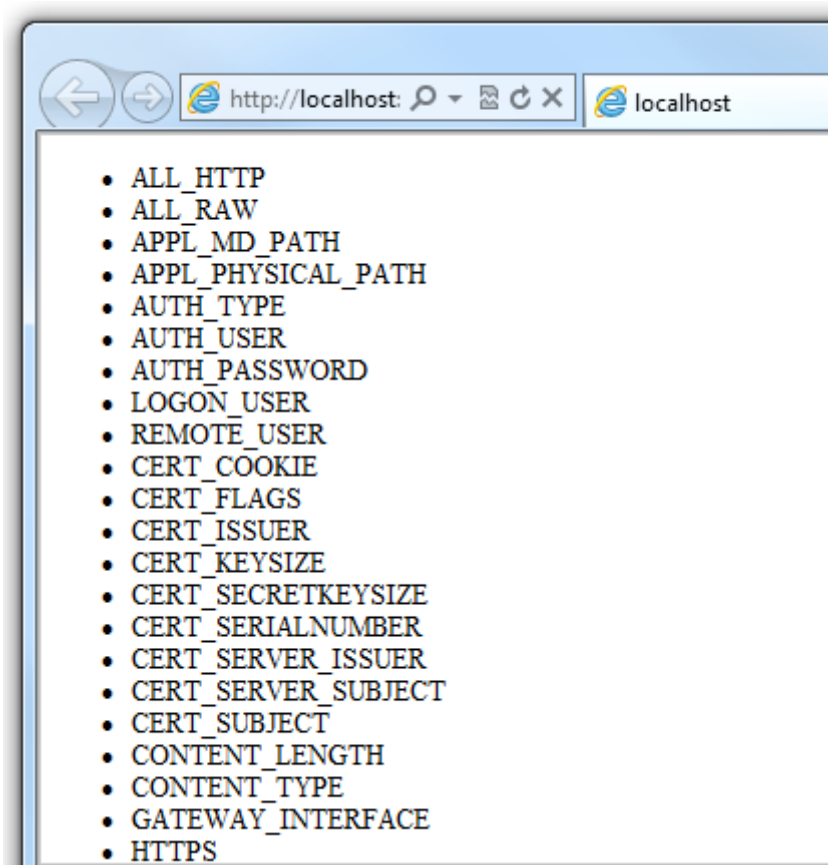 http://localhost:
localhost
ALL_HTTP
ALL_RAW
APPL_MD_PATH
APPL_PHYSICAL_PATH
AUTH_TYPE
AUTH_USER
AUTH_PASSWORD
LOGON_USER
REMOTE_USER
CERT_COOKIE
CERT_FLAGS
CERT_ISSUER
CERT_KEYSIZE
CERT_SECRETKEYSIZE
CERT_SERIALNUMBER
CERT_SERVER_ISSUER
CERT_SERVER_SUBJECT
CERT_SUBJECT
CONTENT_LENGTH
CONTENT_TYPE
GATEWAY_INTERFACE
HTTPS